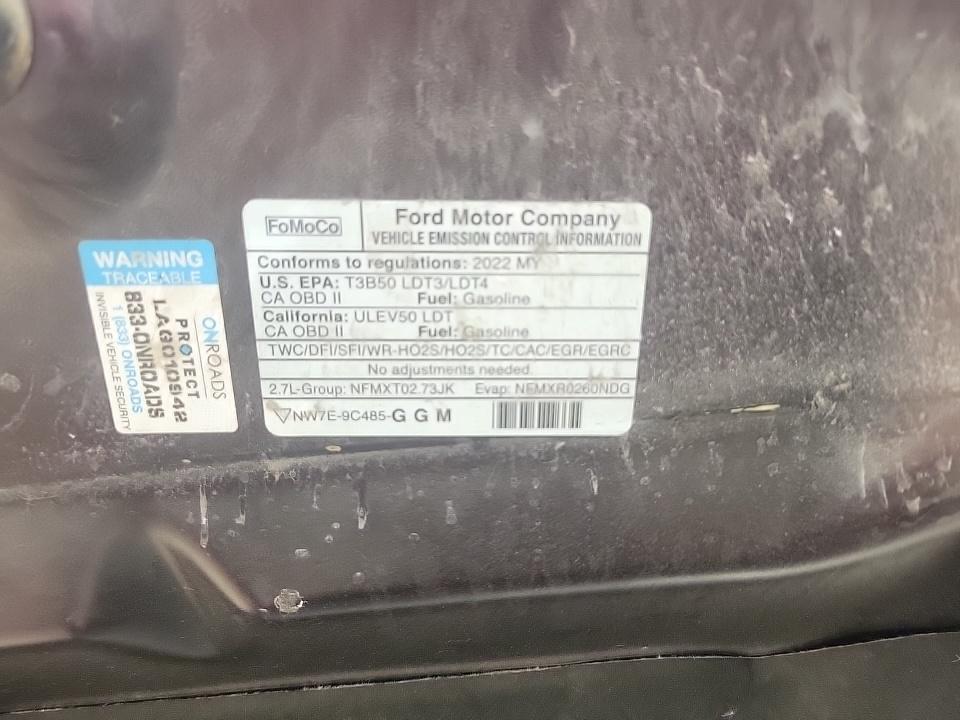 WARNING
TRACEABLE
ONROADS
PROTECT
LAG010942
833-ONROADS
1 (833) ONROADS
INVISIBLE VEHICLE SECURITY
FoMoCo
Ford Motor Company
VEHICLE EMISSION CONTROL INFORMATION
Conforms to regulations: 2022 MY
U.S. EPA: T3B50 LDT3/LDT4
CA OBD II Fuel: Gasoline
California: ULEV50 LDT
CA OBD II Fuel: Gasoline
TWC/DFI/SFI/WR-HO2S/HO2S/TC/CAC/EGR/EGRC
No adjustments needed.
2.7L-Group: NFMXT02.73JK Evap: NFMXR0260NDG
NW7E-9C485-G G M